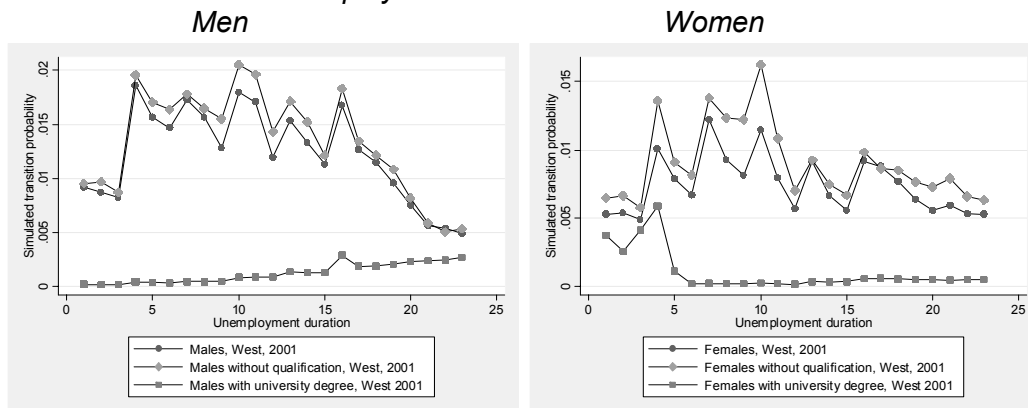 Men
Women
Simulated transition probability
0
.005
.01
.015
.02
0
5
10
15
20
25
Unemployment duration
Males, West, 2001
Males without qualification, West, 2001
Males with university degree, West 2001
Simulated transition probability
0
.005
.01
.015
0
5
10
15
20
25
Unemployment duration
Females, West, 2001
Females without qualification, West, 2001
Females with university degree, West 2001